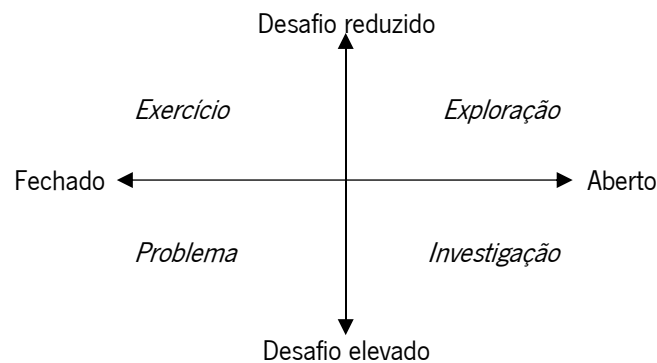 Desafio reduzido
Exercício Exploração
Fechado Aberto
Problema Investigação
Desafio elevado